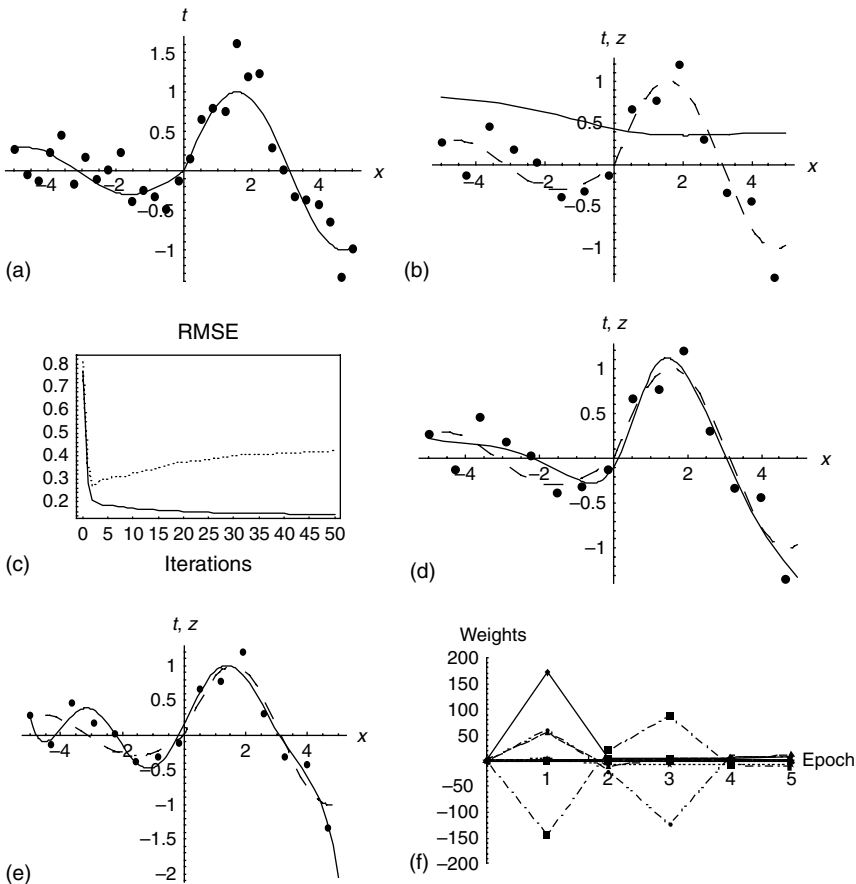 t
1.5
1
0.5
−4 −2 2 4 x
−0.5
−1
(a)
t, z
1
0.5
−4 −2 2 4 x
−0.5
−1
(b)
RMSE
0.8
0.7
0.6
0.5
0.4
0.3
0.2
0 5 10 15 20 25 30 35 40 45 50
Iterations
(c)
t, z
1
0.5
−4 −2 2 4 x
−0.5
−1
(d)
t, z
1
0.5
−4 −2 2 4 x
−0.5
−1
−1.5
−2
(e)
Weights
200
150
100
50
−50
−100
−150
−200
1 2 3 4 5 Epoch
(f)